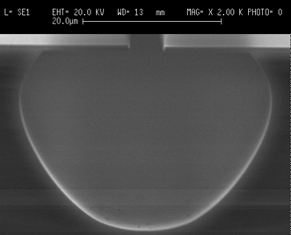 L= SE1 EHT= 20.0 KV WD= 13 mm MAG= X 2.00 K PHOTO= 0
20.0µm